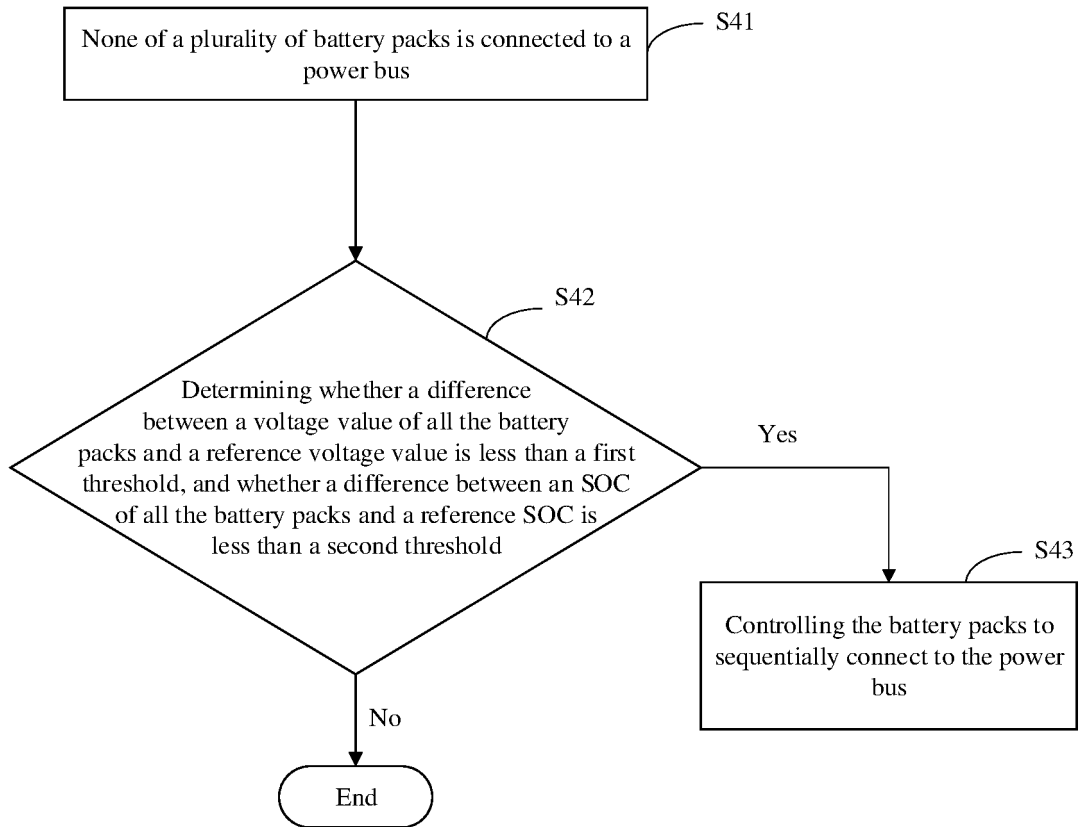 None of a plurality of battery packs is connected to a
power bus
S41
S42
Determining whether a difference
between a voltage value of all the battery
packs and a reference voltage value is less than a first
threshold, and whether a difference between an SOC
of all the battery packs and a reference SOC is
less than a second threshold
Yes
S43
Controlling the battery packs to
sequentially connect to the power
bus
No
End